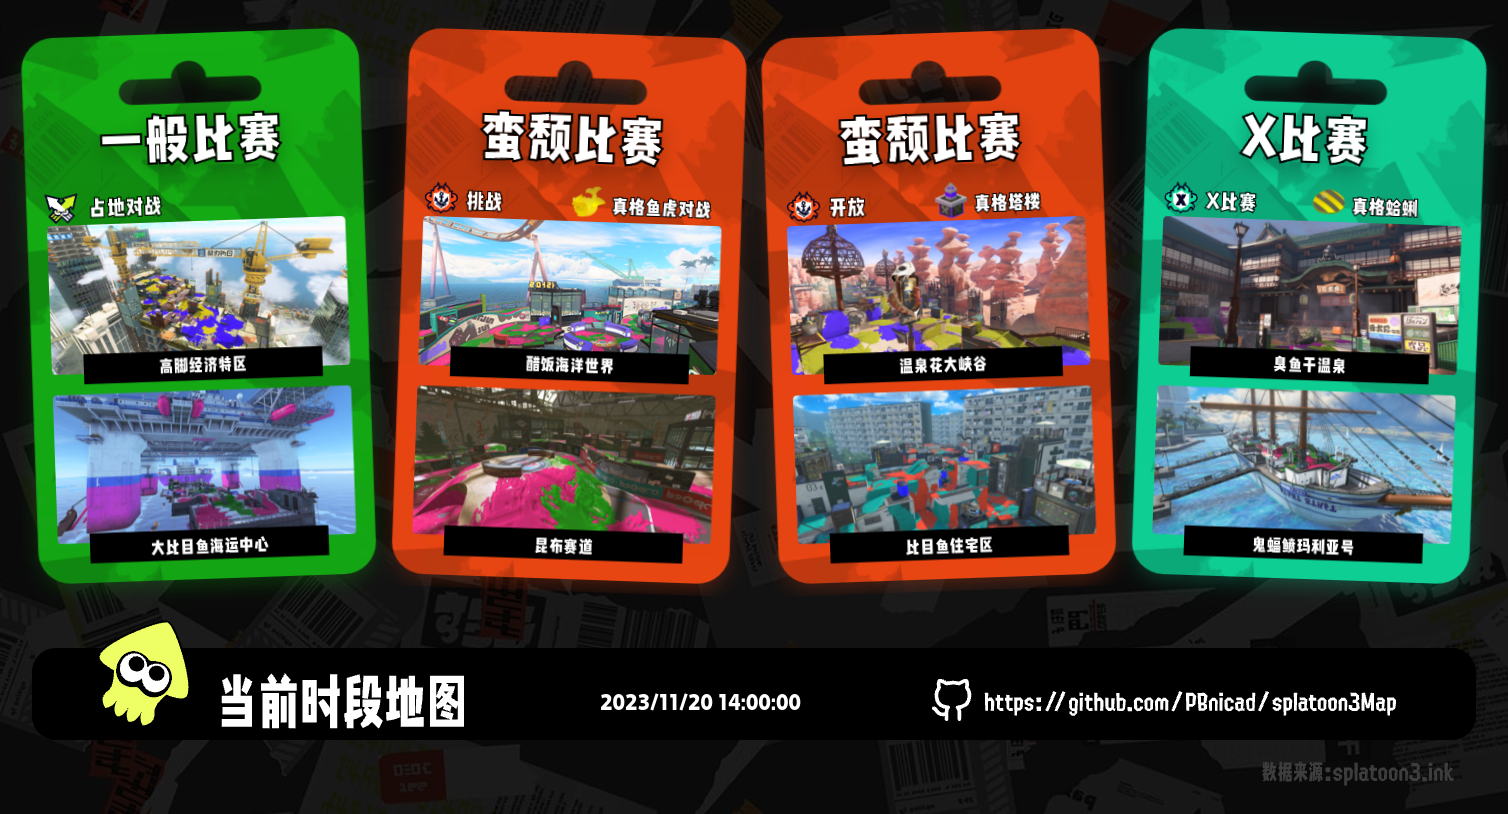 一般比赛
占地对战
高脚经济特区
大比目鱼海运中心
蛮颓比赛
挑战
真格鱼虎对战
醋饭海洋世界
昆布赛道
蛮颓比赛
开放
真格塔楼
温泉花大峡谷
比目鱼住宅区
X比赛
X比赛
真格蛤蜊
臭鱼干温泉
鬼蝠鲼玛利亚号
当前时段地图
2023/11/20 14:00:00
https://github.com/PBnicad/splatoon3Map
数据来源:splatoon3.ink